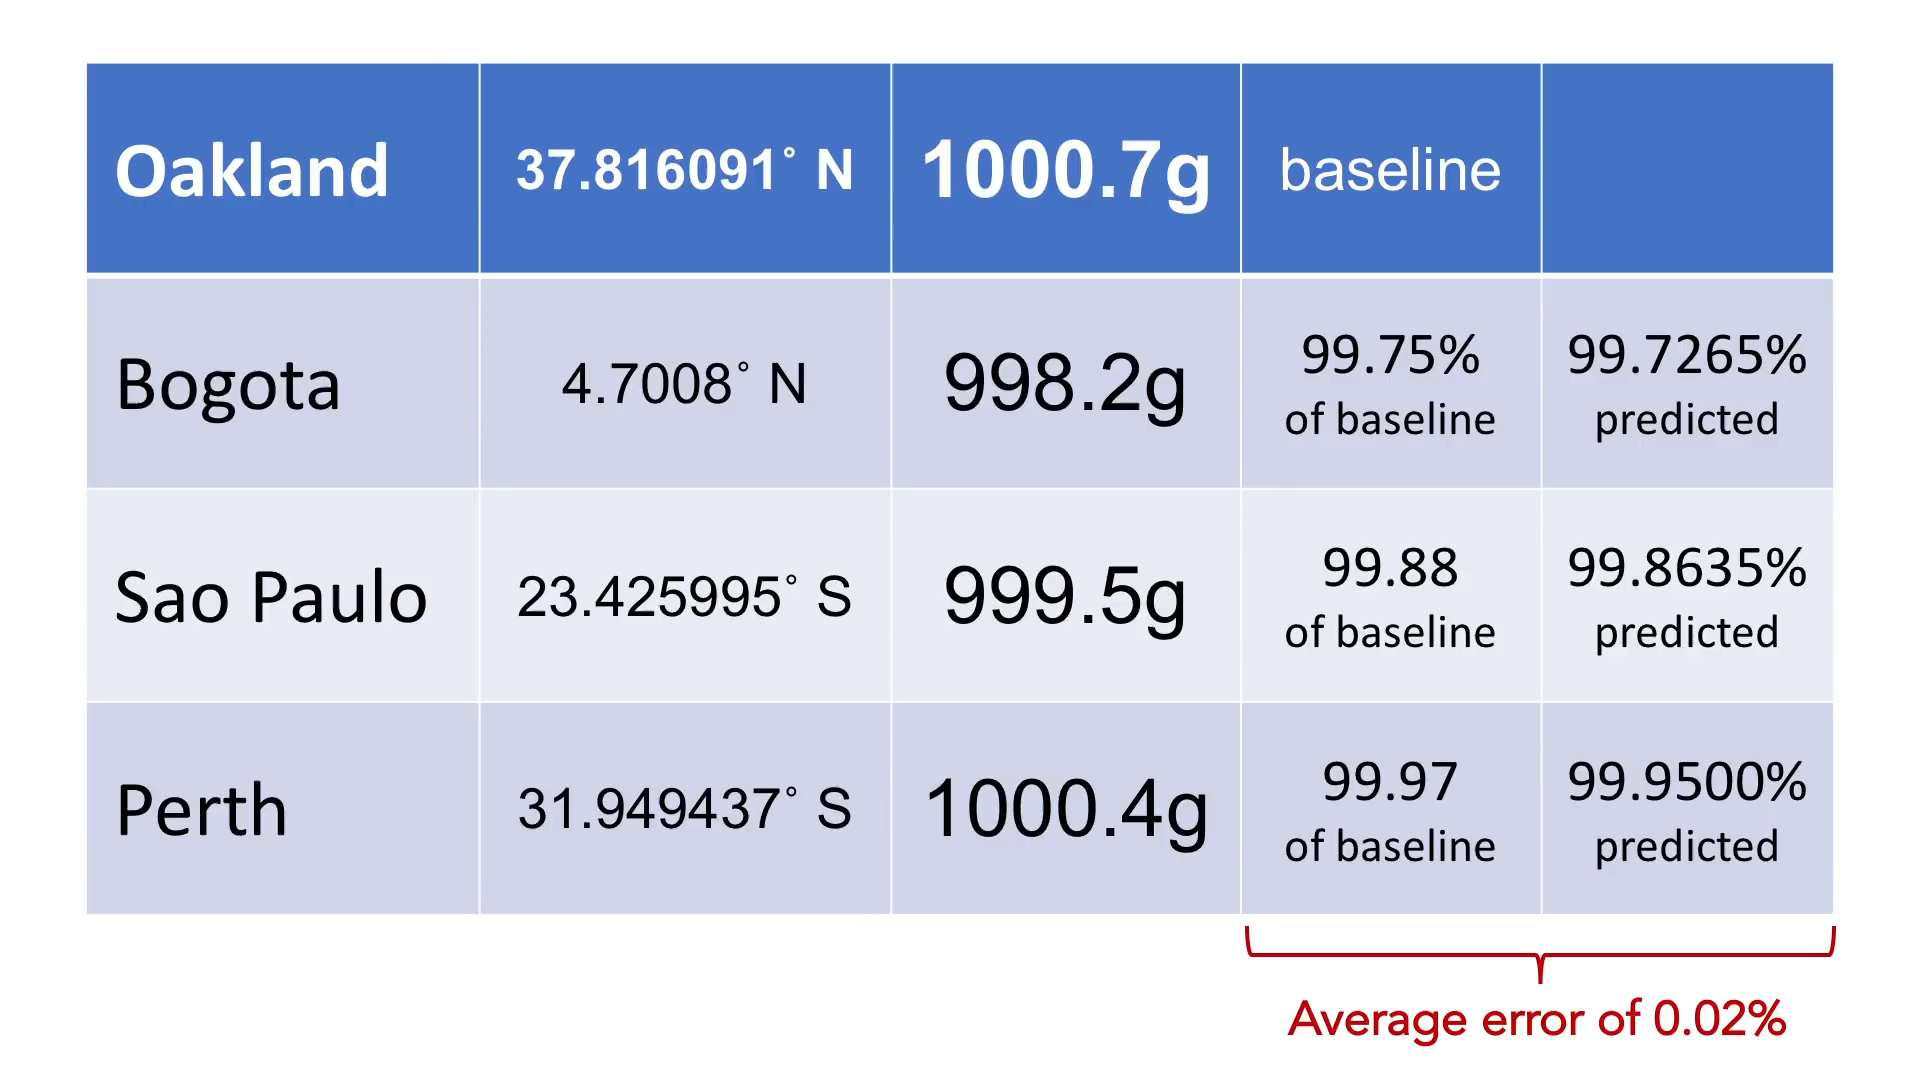 Oakland 37.816091° N 1000.7g baseline
Bogota 4.7008° N 998.2g 99.75% of baseline 99.7265% predicted
Sao Paulo 23.425995° S 999.5g 99.88 of baseline 99.8635% predicted
Perth 31.949437° S 1000.4g 99.97 of baseline 99.9500% predicted
Average error of 0.02%